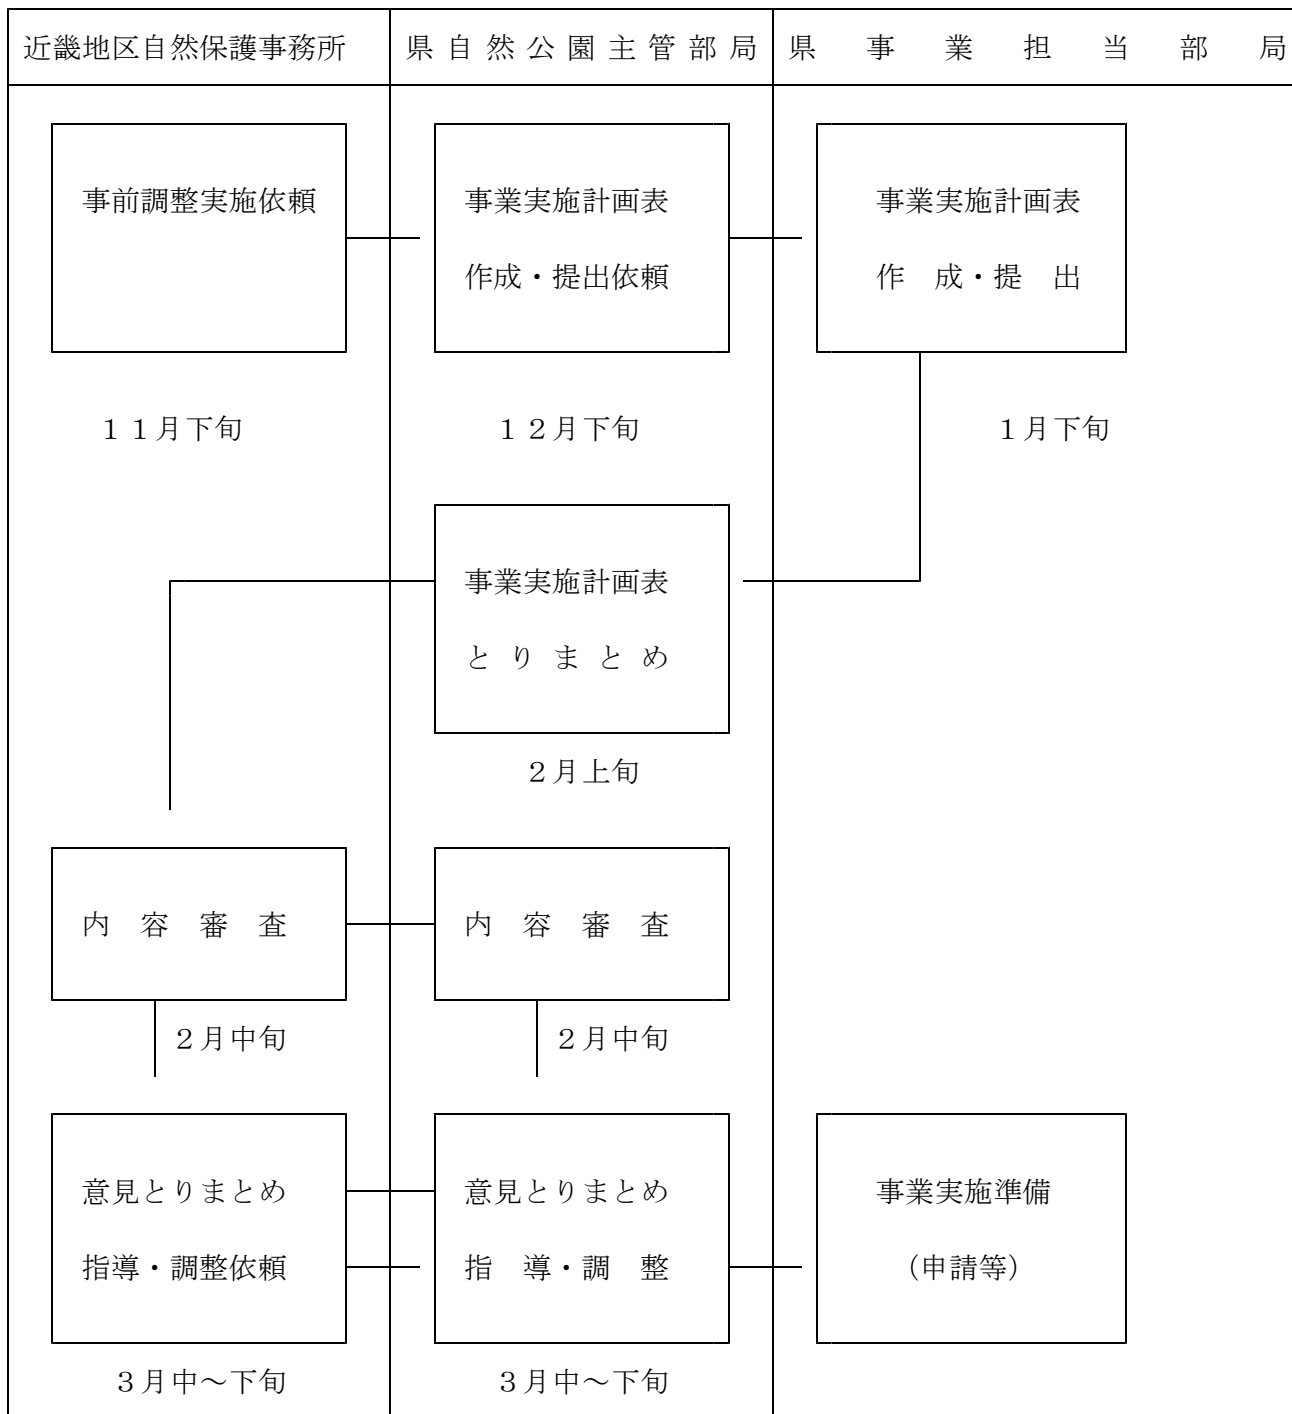 近畿地区自然保護事務所
県自然公園主管部局
県事業担当部局
事前調整実施依頼
事業実施計画表
作成・提出依頼
事業実施計画表
作　成・提　出
１１月下旬
１２月下旬
１月下旬
事業実施計画表
とりまとめ
２月上旬
内　容　審　査
内　容　審　査
２月中旬
２月中旬
意見とりまとめ
指導・調整依頼
意見とりまとめ
指　導・調　整
事業実施準備
（申請等）
３月中～下旬
３月中～下旬